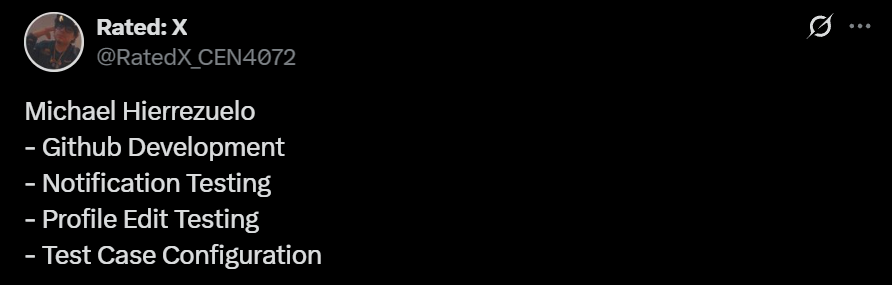 Rated: X
@RatedX_CEN4072
Michael Hierrezuelo
- Github Development
- Notification Testing
- Profile Edit Testing
- Test Case Configuration